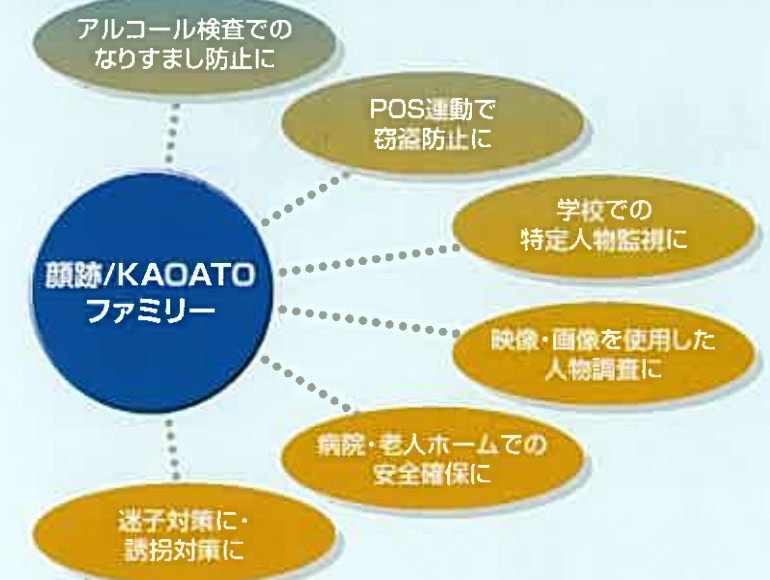 アルコール検査での
なりすまし防止に
POS連動で
窃盗防止に
学校での
特定人物監視に
顔跡/KAOATO
ファミリー
映像・画像を使用した
人物調査に
病院・老人ホームでの
安全確保に
迷子対策に・
誘拐対策に